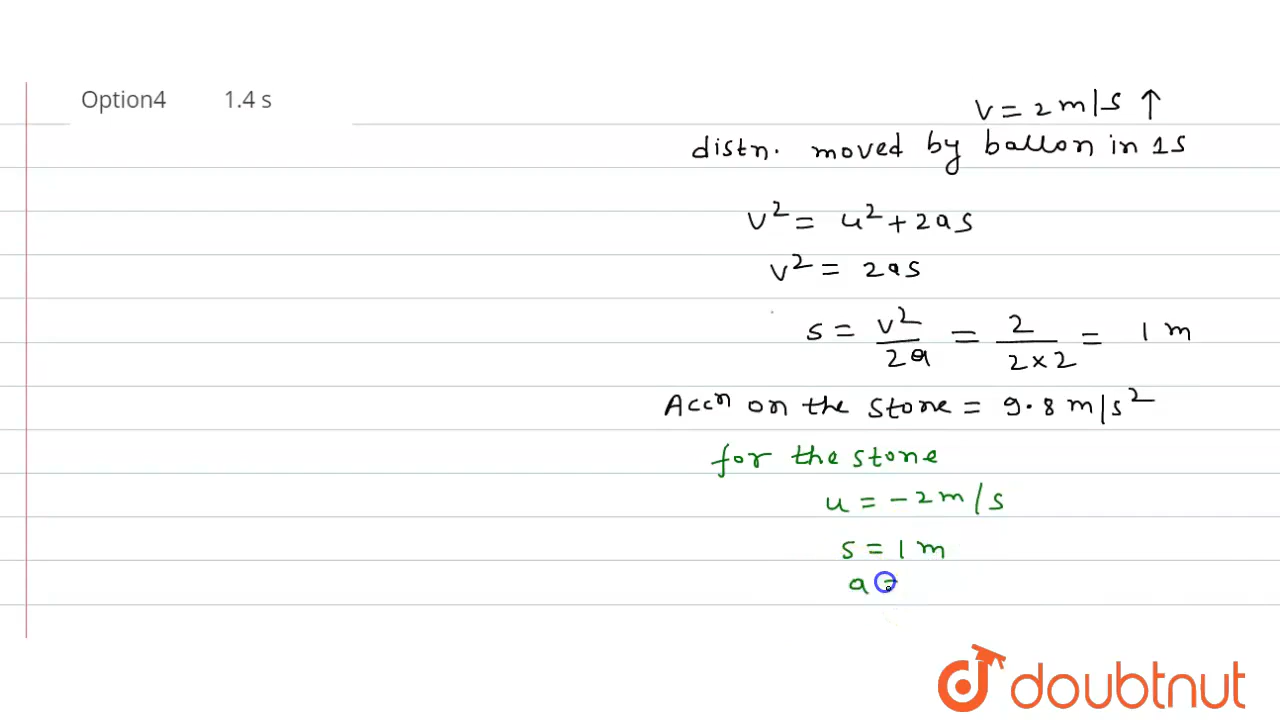 Option4 1.4 s
v = 2 m/s ↑
distn. moved by ballon in 1s
v² = u² + 2as
v² = 2as
s = v²/2a = 2/2×2 = 1 m
Accn on the stone = 9.8 m/s²
for the stone
u = -2 m/s
s = 1 m
a =
doubtnut